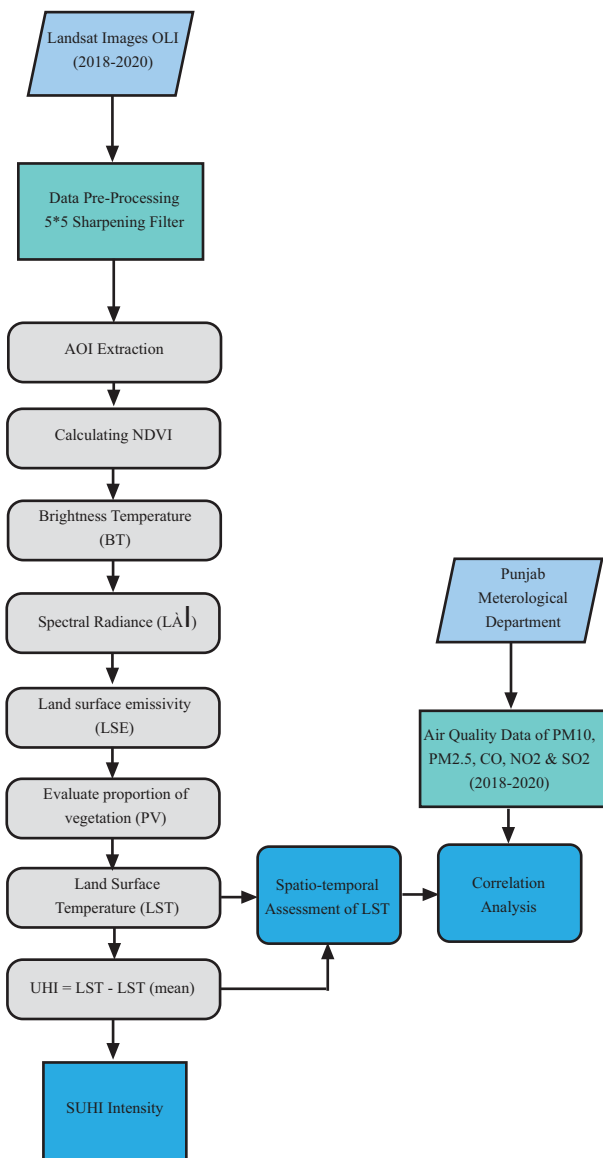 Landsat Images OLI
(2018-2020)
Data Pre-Processing
5*5 Sharpening Filter
AOI Extraction
Calculating NDVI
Brightness Temperature
(BT)
Spectral Radiance (LÀl)
Land surface emissivity
(LSE)
Evaluate proportion of
vegetation (PV)
Land Surface
Temperature (LST)
UHI = LST - LST (mean)
SUHI Intensity
Spatio-temporal
Assessment of LST
Punjab
Meterological
Department
Air Quality Data of PM10,
PM2.5, CO, NO2 & SO2
(2018-2020)
Correlation
Analysis